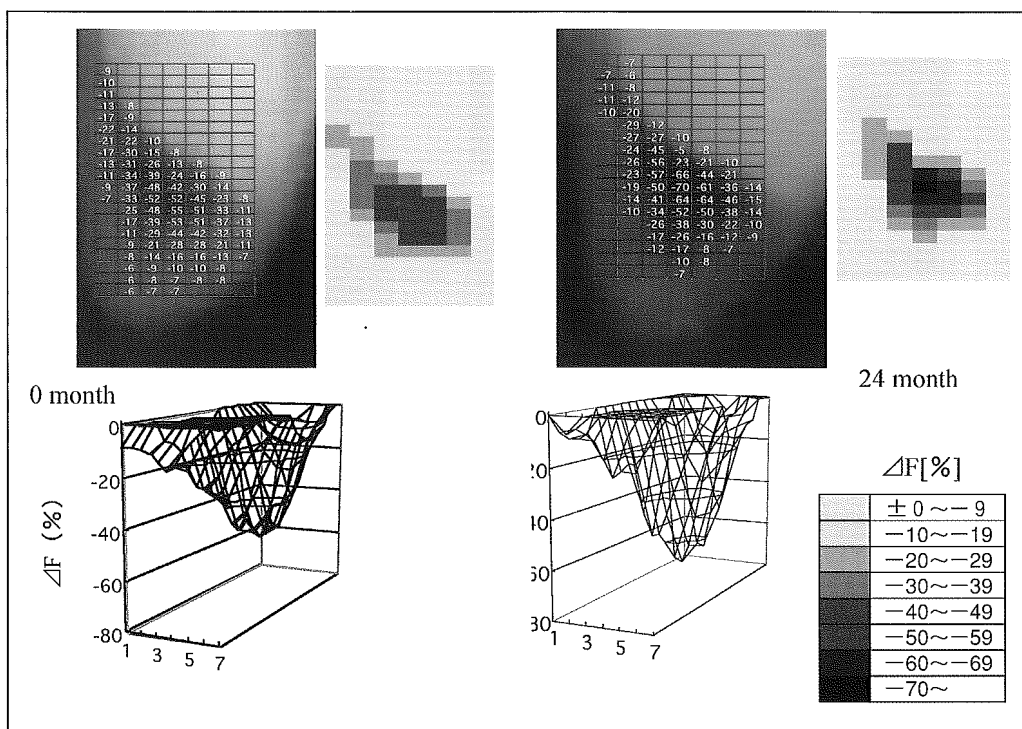 -9
-10
-11
-13 -8
-17 -9
-22 -14
-21 -22 -10
-17 -30 -15 -8
-13 -31 -26 -13 -8
-11 -34 -39 -24 -16 -9
-9 -37 -48 -42 -30 -14
-7 -33 -52 -52 -45 -23 -8
-25 -48 -55 -51 -33 -11
-17 -39 -53 -51 -37 -13
-11 -29 -44 -42 -32 -13
-9 -21 -28 -28 -21 -11
-8 -14 -16 -16 -13 -7
-6 -9 -10 -10 -8
-6 -8 -7 -8 -8
-6 -7 -7
-7
-7 -8
-11 -8
-11 -12
-10 -20
-29 -12
-27 -27 -10
-24 -45 -5 -8
-26 -56 -23 -21 -10
-23 -57 -66 -44 -21
-19 -50 -70 -61 -36 -14
-14 -41 -64 -64 -46 -15
-10 -34 -52 -50 -38 -14
-26 -38 -30 -22 -10
-17 -26 -16 -12 -9
-12 -17 -8 -7
-10 -8
-7
0 month
24 month
0
-20
-40
-60
-80
⊿F (%)
1 3 5 7
0
20
40
60
30
1 3 5 7
⊿F[%]
± 0～－ 9
－10～－19
－20～－29
－30～－39
－40～－49
－50～－59
－60～－69
－70～